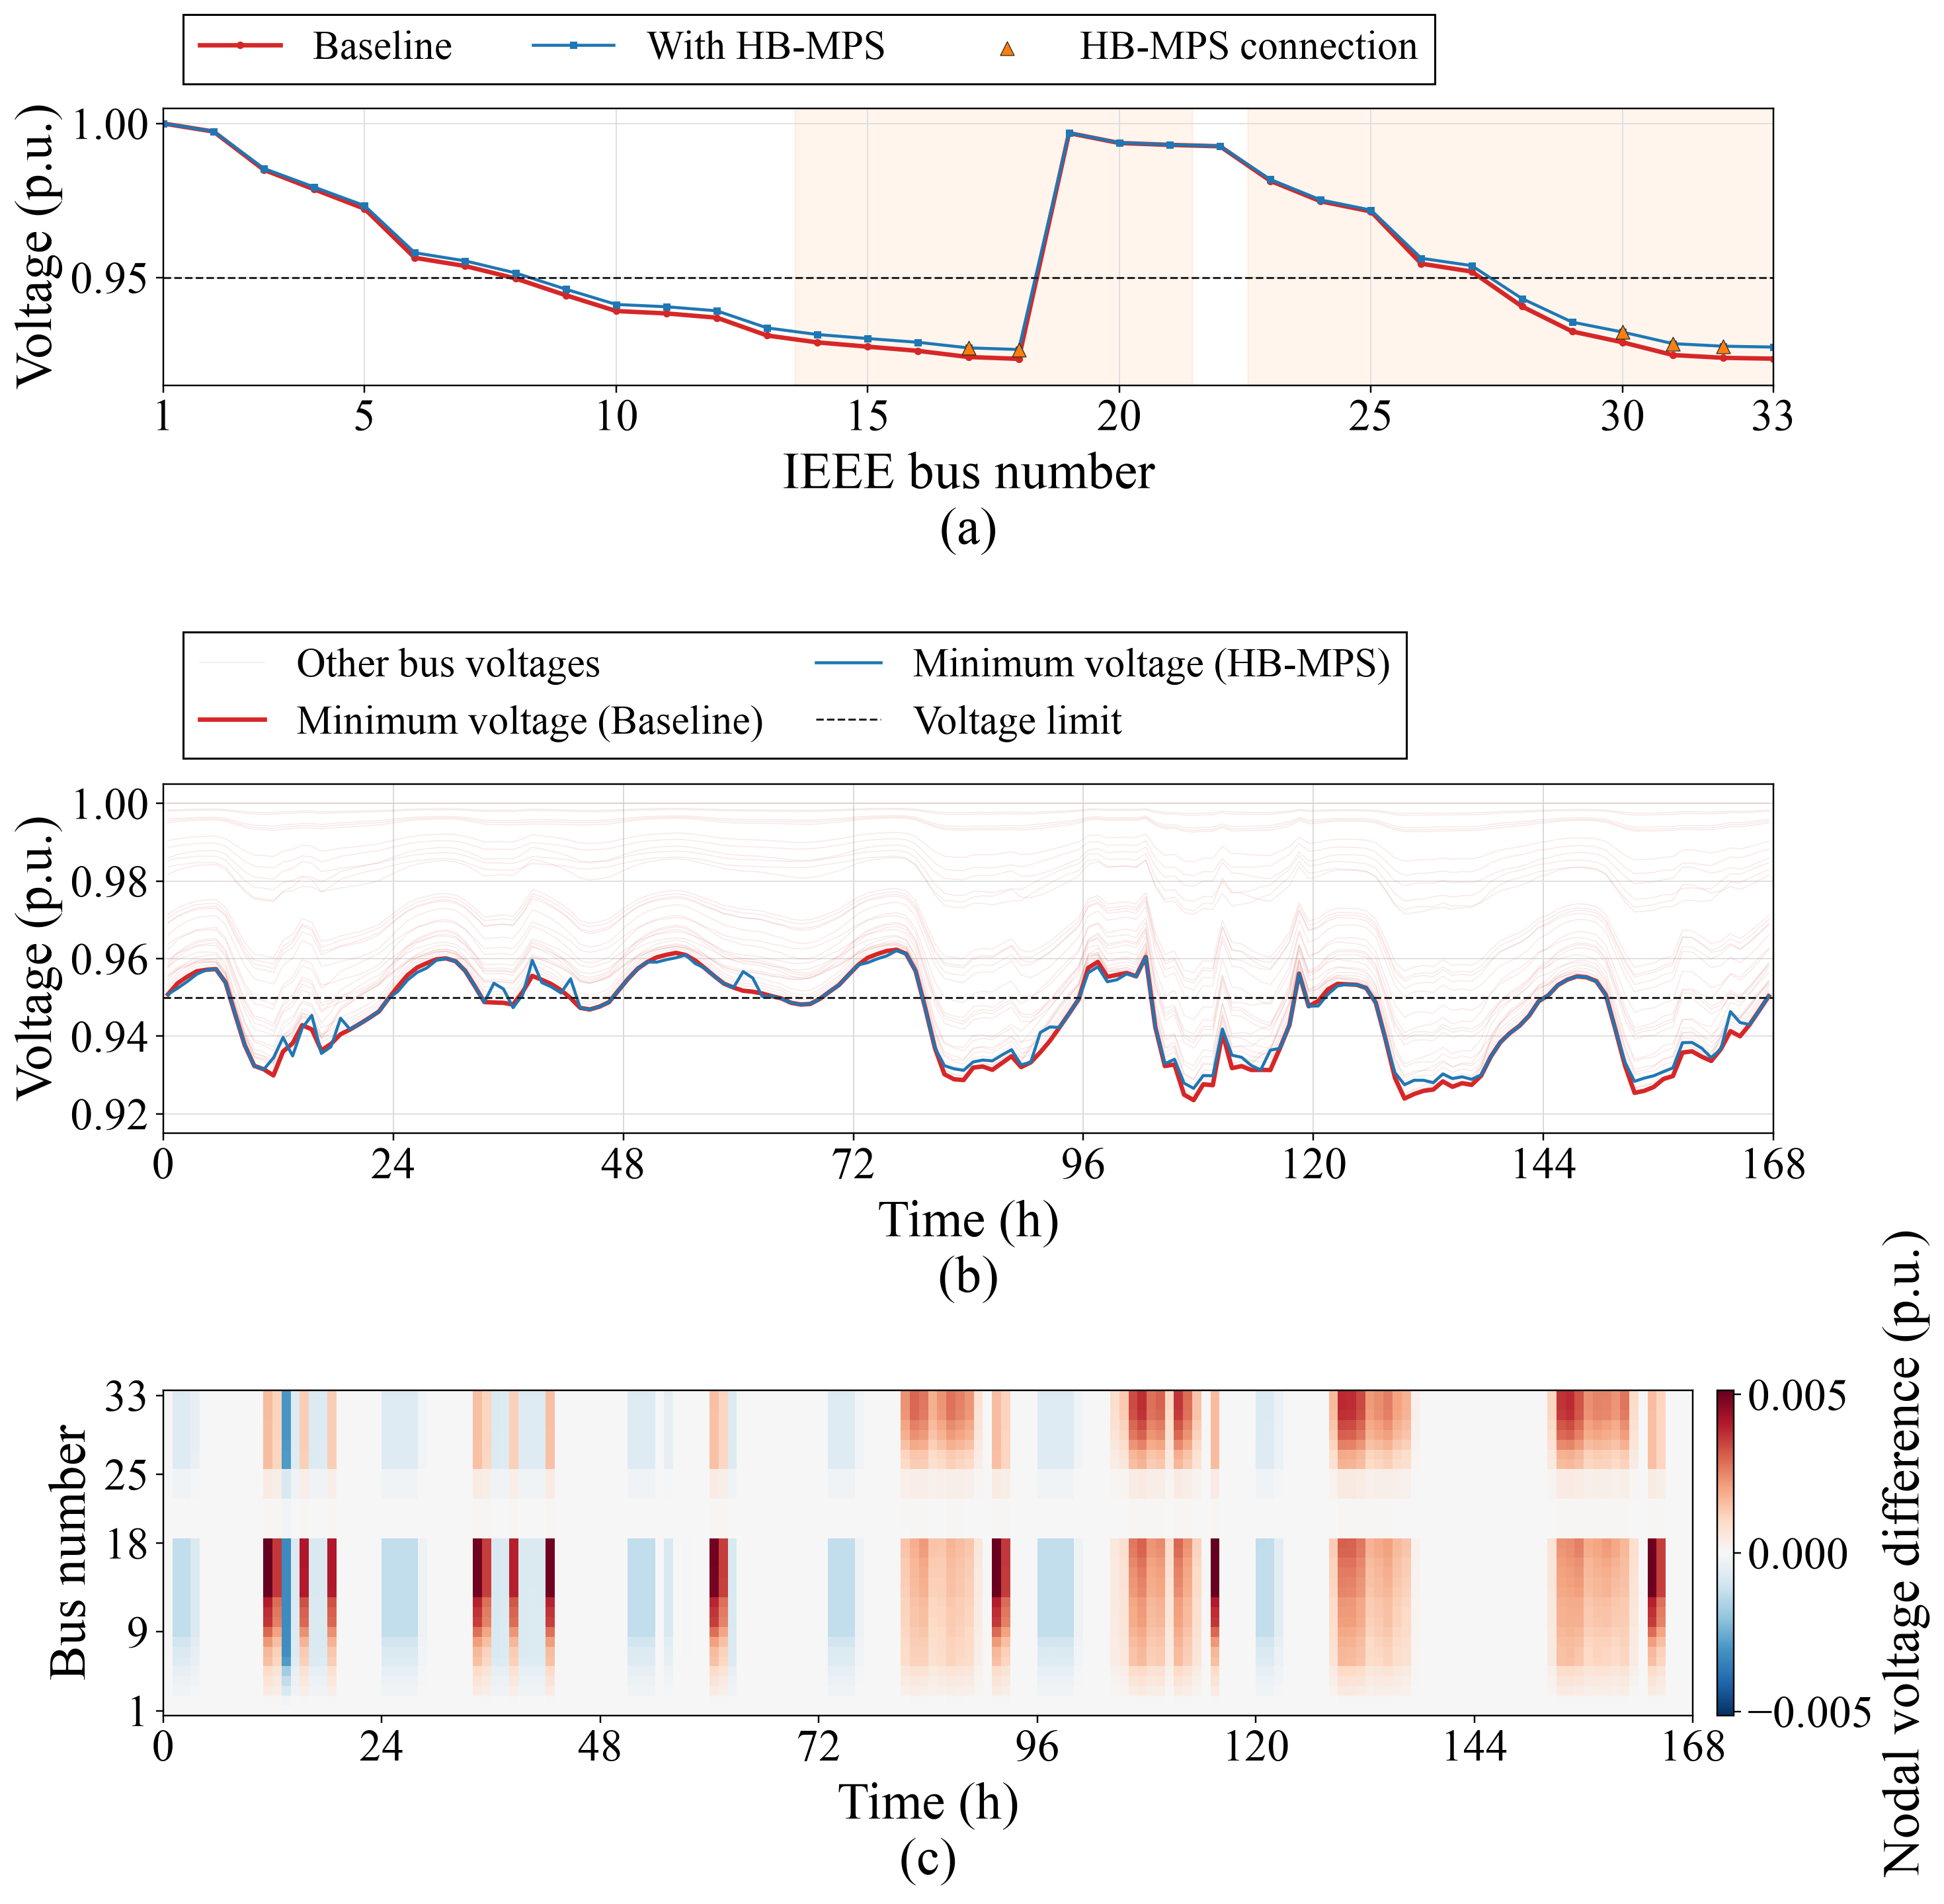 Baseline With HB-MPS HB-MPS connection
Voltage (p.u.)
1.00
0.95
1 5 10 15 20 25 30 33
IEEE bus number
(a)
Other bus voltages Minimum voltage (HB-MPS)
Minimum voltage (Baseline) Voltage limit
Voltage (p.u.)
1.00
0.98
0.96
0.94
0.92
0 24 48 72 96 120 144 168
Time (h)
(b)
Bus number
33
25
18
9
1
0 24 48 72 96 120 144 168
Time (h)
(c)
0.005
0.000
−0.005
Nodal voltage difference (p.u.)